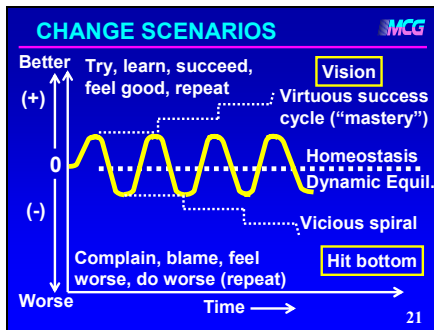 CHANGE SCENARIOS
MCG
Better
Try, learn, succeed,
feel good, repeat
Vision
(+)
Virtuous success
cycle (“mastery”)
Homeostasis
0
Dynamic Equil.
(-)
Vicious spiral
Complain, blame, feel
worse, do worse (repeat)
Hit bottom
Worse
Time
21